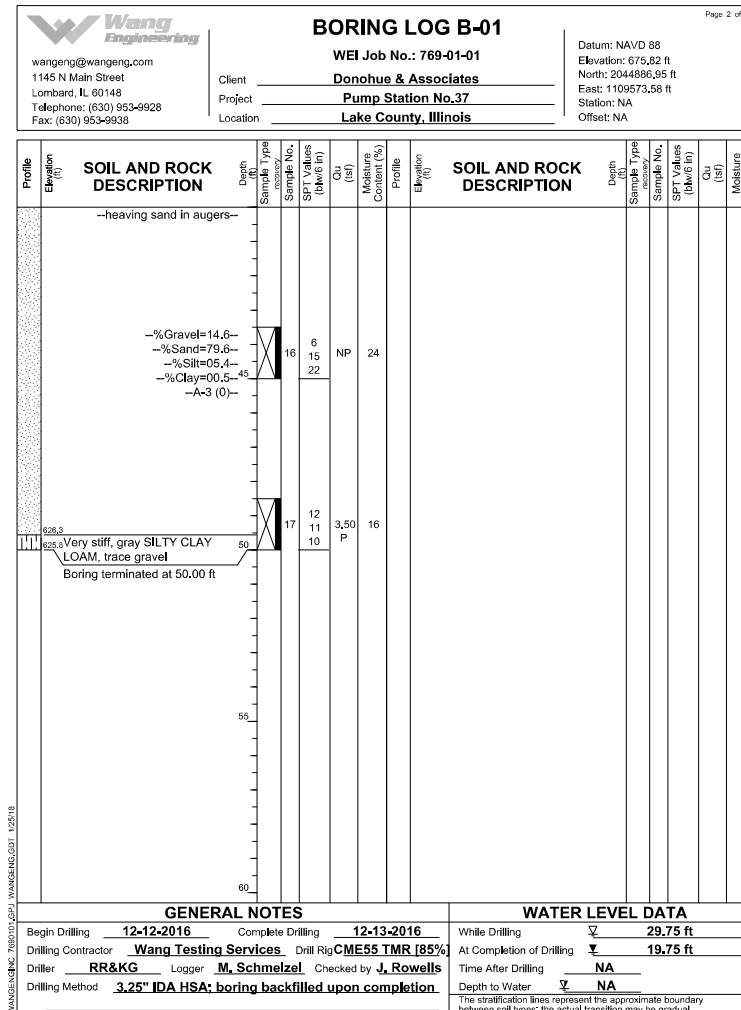 Page 2 of
Wang
Engineering
wangeng@wangeng.com
1145 N Main Street
Lombard, IL 60148
Telephone: (630) 953-9928
Fax: (630) 953-9938
BORING LOG B-01
WEI Job No.: 769-01-01
Client Donohue & Associates
Project Pump Station No.37
Location Lake County, Illinois
Datum: NAVD 88
Elevation: 675.82 ft
North: 2044886.95 ft
East: 1109573.58 ft
Station: NA
Offset: NA
Profile
Elevation (ft)
SOIL AND ROCK DESCRIPTION
Depth (ft)
Sample Type
recovery
Sample No.
SPT Values (blw/6 in)
Qu (tsf)
Moisture Content (%)
Profile
Elevation (ft)
SOIL AND ROCK DESCRIPTION
Depth (ft)
Sample Type
recovery
Sample No.
SPT Values (blw/6 in)
Qu (tsf)
Moisture
--heaving sand in augers--
--%Gravel=14.6--
--%Sand=79.6--
--%Silt=05.4--
--%Clay=00.5--
--A-3 (0)--
45
16
6
15
22
NP
24
626.3
625.8
Very stiff, gray SILTY CLAY
LOAM, trace gravel
50
17
12
11
10
3.50
P
16
Boring terminated at 50.00 ft
55
60
WANGENGINC 7690101.GPJ WANGENG.GDT 1/25/18
GENERAL NOTES
Begin Drilling 12-12-2016 Complete Drilling 12-13-2016
Drilling Contractor Wang Testing Services Drill Rig CME55 TMR [85%]
Driller RR&KG Logger M. Schmelzel Checked by J. Rowells
Drilling Method 3.25" IDA HSA; boring backfilled upon completion
WATER LEVEL DATA
While Drilling 29.75 ft
At Completion of Drilling 19.75 ft
Time After Drilling NA
Depth to Water NA
The stratification lines represent the approximate boundary
between soil types; the actual transition may be gradual.